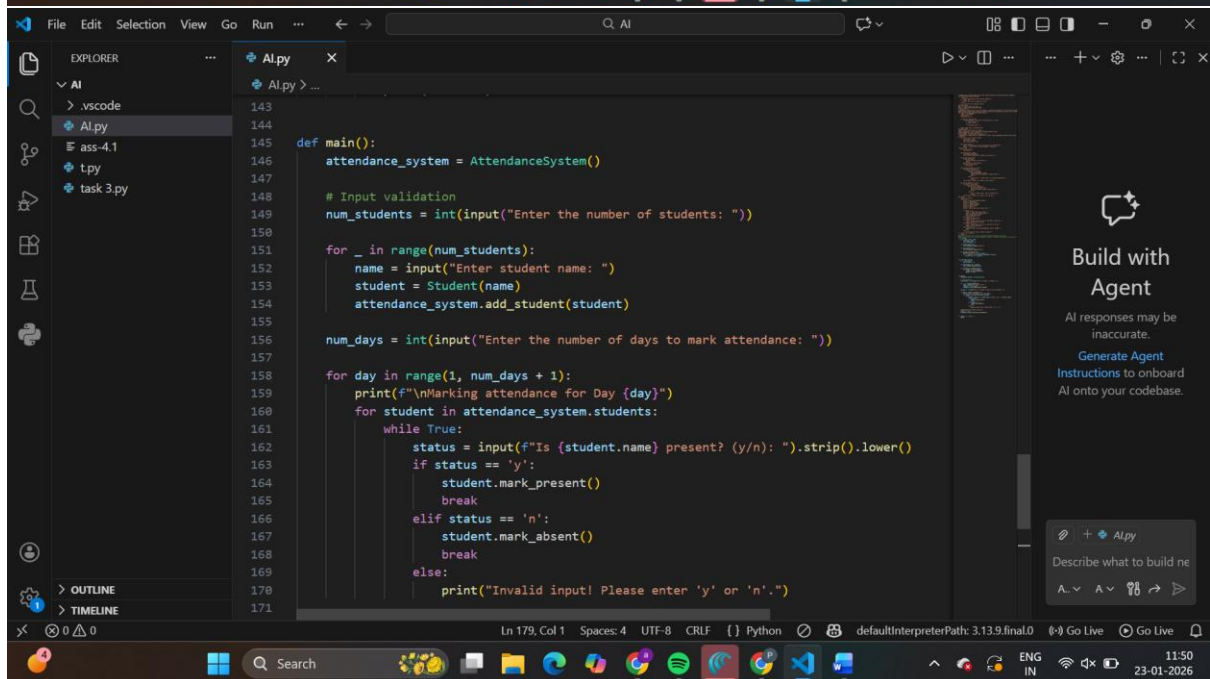 File Edit Selection View Go Run ··· AI
EXPLORER ··· AI.py
AI AI.py > ...
.vscode
AI.py
ass-4.1
t.py
task 3.py
143
144
145 def main():
146 attendance_system = AttendanceSystem()
147
148 # Input validation
149 num_students = int(input("Enter the number of students: "))
150
151 for _ in range(num_students):
152 name = input("Enter student name: ")
153 student = Student(name)
154 attendance_system.add_student(student)
155
156 num_days = int(input("Enter the number of days to mark attendance: "))
157
158 for day in range(1, num_days + 1):
159 print(f"\nMarking attendance for Day {day}")
160 for student in attendance_system.students:
161 while True:
162 status = input(f"Is {student.name} present? (y/n): ").strip().lower()
163 if status == 'y':
164 student.mark_present()
165 break
166 elif status == 'n':
167 student.mark_absent()
168 break
169 else:
170 print("Invalid input! Please enter 'y' or 'n'.")
171
Build with
Agent
AI responses may be
inaccurate.
Generate Agent
Instructions to onboard
AI onto your codebase.
AI.py
Describe what to build ne
A.. A
OUTLINE
TIMELINE
1
0 0 Ln 179, Col 1 Spaces: 4 UTF-8 CRLF {} Python defaultInterpreterPath: 3.13.9.final.0 Go Live Go Live
4 Search ENG
IN
11:50
23-01-2026